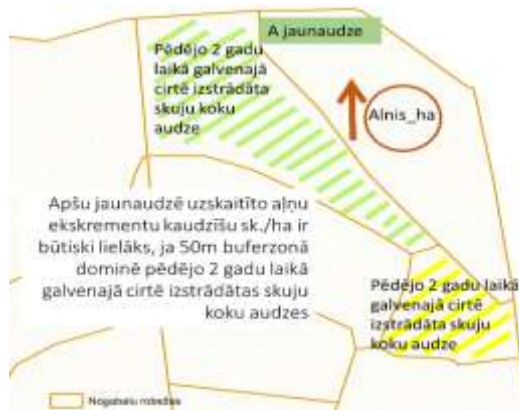 A jaunaudze
Pēdējo 2 gadu
laikā galvenajā
cirtē izstrādāta
skuju koku
audze
Alnis_ha
Apšu jaunaudzē uzskaitīto aļņu
ekskrementu kaudzīšu sk./ha ir
būtiski lielāks, ja 50m buferzonā
dominē pēdējo 2 gadu laikā
galvenajā cirtē izstrādātas skuju
koku audzes
Pēdējo 2 gadu laikā
galvenajā cirtē
izstrādāta skuju
koku audze
Nogabalu robežas